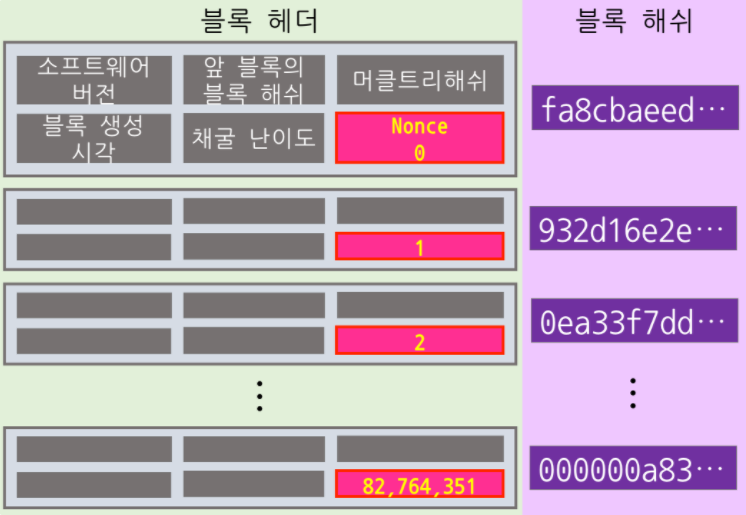 블록 헤더
블록 해쉬
소프트웨어
버전
앞 블록의
블록 해쉬
머클트리해쉬
블록 생성
시각
채굴 난이도
Nonce
0
fa8cbaeed…
1
932d16e2e…
2
0ea33f7dd…
⋮
⋮
82,764,351
000000a83…